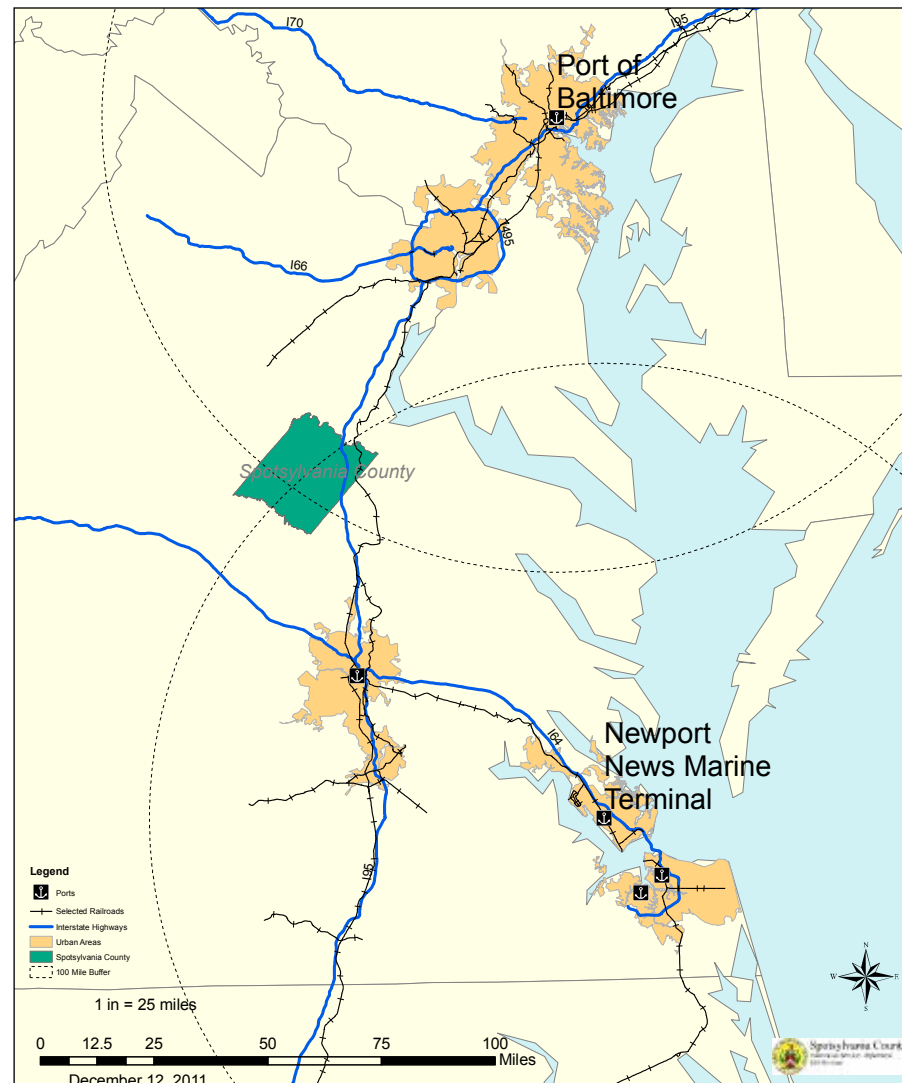 I70
I95
Port of
Baltimore
I495
I66
Spotsylvania County
I64
Newport
News Marine
Terminal
I95
Legend
Ports
Selected Railroads
Interstate Highways
Urban Areas
Spotsylvania County
100 Mile Buffer
N
W
E
S
1 in = 25 miles
0 12.5 25 50 75 100
Miles
December 12, 2011
Spotsylvania County